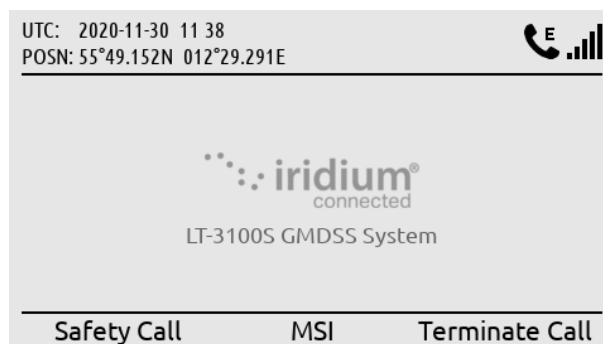 UTC: 2020-11-30 11 38
POSN: 55°49.152N 012°29.291E
E
iridium®
connected
LT-3100S GMDSS System
Safety Call MSI Terminate Call